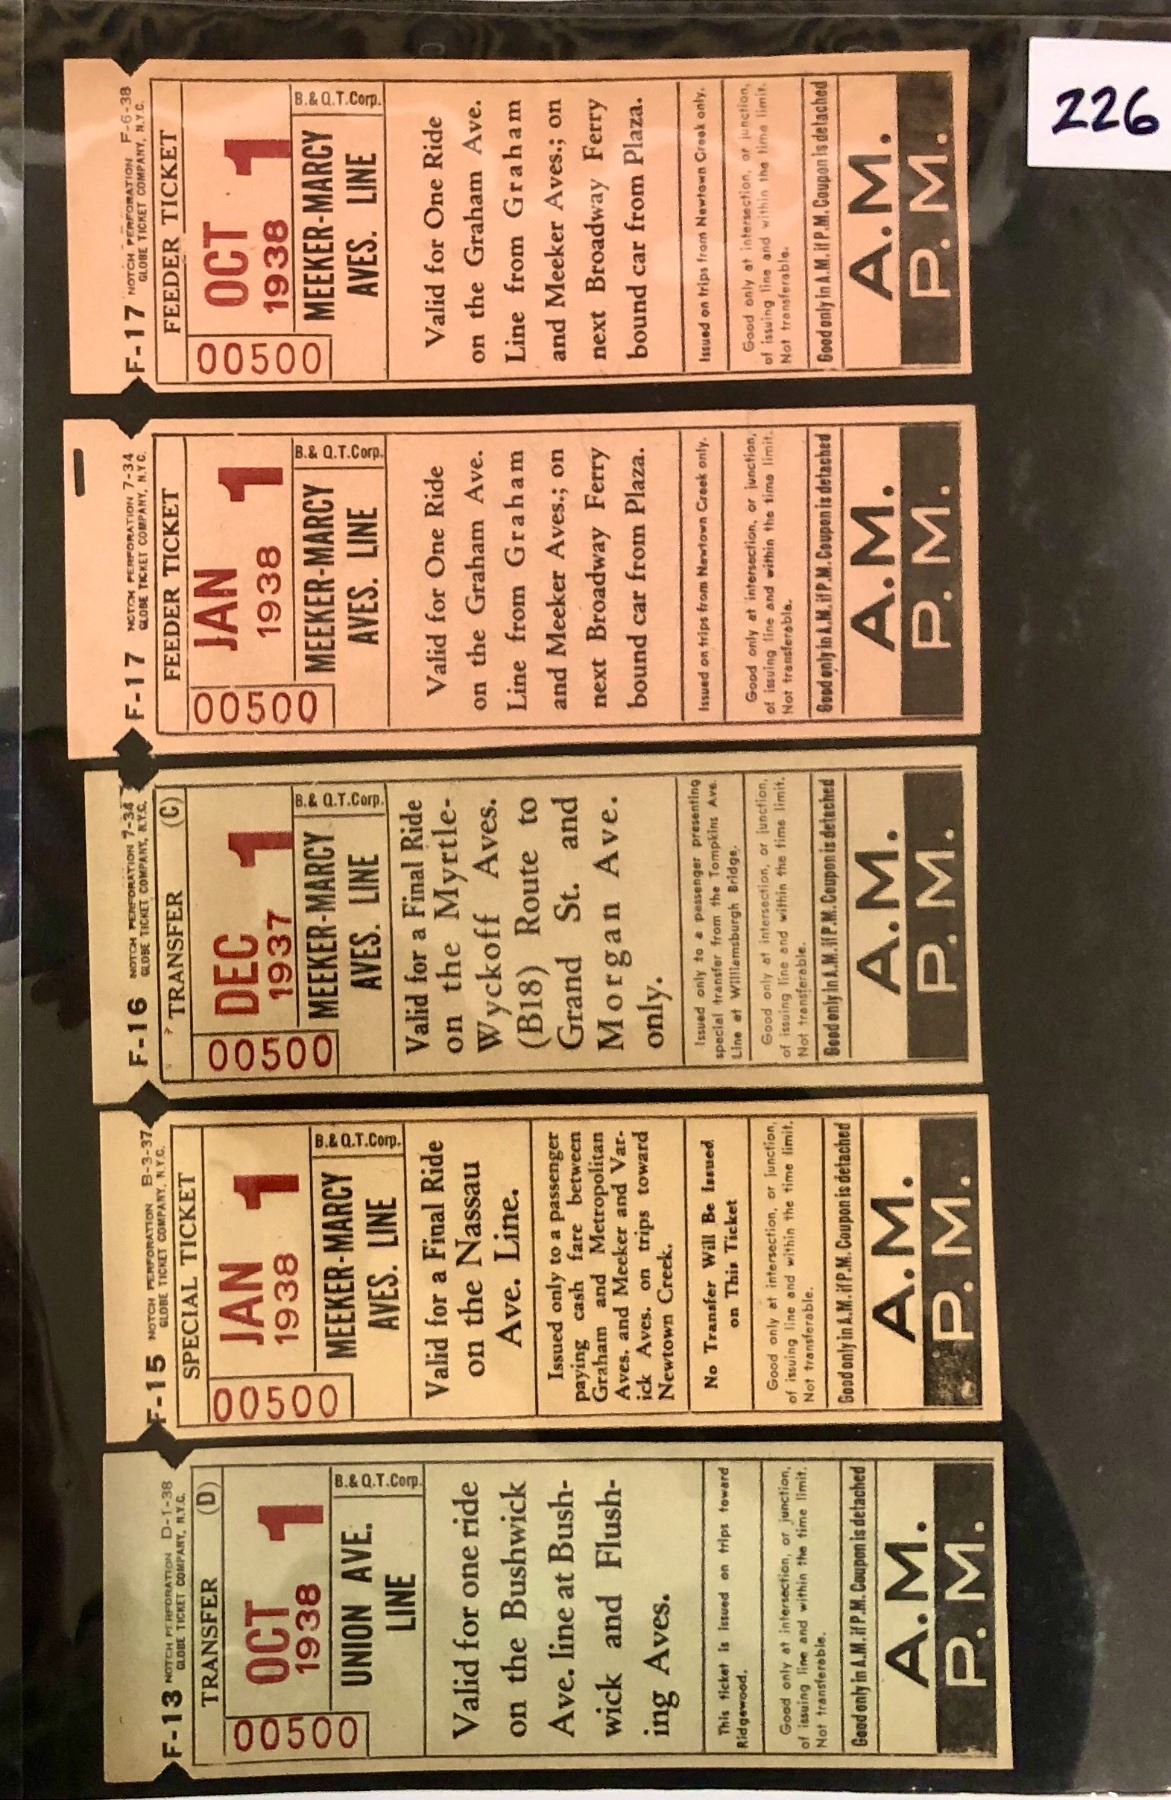 226
F-17 NOTCH PERFORATION F-6-38
GLOBE TICKET COMPANY, N.Y.C.
FEEDER TICKET
00500
OCT 1
1938
B. & Q. T. Corp.
MEEKER-MARCY
AVES. LINE
Valid for One Ride
on the Graham Ave.
Line from Graham
and Meeker Aves.; on
next Broadway Ferry
bound car from Plaza.
Issued on trips from Newtown Creek only.
Good only at intersection, or junction,
of issuing line and within the time limit.
Not transferable.
Good only in A.M. if P.M. Coupon is detached
A.M.
P.M.
F-17 NOTCH PERFORATION 7-34
GLOBE TICKET COMPANY, N.Y.C.
FEEDER TICKET
00500
JAN 1
1938
B. & Q. T. Corp.
MEEKER-MARCY
AVES. LINE
Valid for One Ride
on the Graham Ave.
Line from Graham
and Meeker Aves.; on
next Broadway Ferry
bound car from Plaza.
Issued on trips from Newtown Creek only.
Good only at intersection, or junction,
of issuing line and within the time limit.
Not transferable.
Good only in A.M. if P.M. Coupon is detached
A.M.
P.M.
F-16 NOTCH PERFORATION 7-34
GLOBE TICKET COMPANY, N.Y.C.
TRANSFER (C)
00500
DEC 1
1937
B. & Q. T. Corp.
MEEKER-MARCY
AVES. LINE
Valid for a Final Ride
on the Myrtle-
Wyckoff Aves.
(B18) Route to
Grand St. and
Morgan Ave.
only.
Issued only to a passenger presenting
special transfer from the Tompkins Ave.
Line at Williamsburgh Bridge.
Good only at intersection, or junction,
of issuing line and within the time limit.
Not transferable.
Good only in A.M. if P.M. Coupon is detached
A.M.
P.M.
F-15 NOTCH PERFORATION B-3-37
GLOBE TICKET COMPANY, N.Y.C.
SPECIAL TICKET
00500
JAN 1
1938
B. & Q. T. Corp.
MEEKER-MARCY
AVES. LINE
Valid for a Final Ride
on the Nassau
Ave. Line.
Issued only to a passenger
paying cash fare between
Graham and Metropolitan
Aves. and Meeker and Var-
ick Aves. on trips toward
Newtown Creek.
No Transfer Will Be Issued
on This Ticket
Good only at intersection, or junction,
of issuing line and within the time limit.
Not transferable.
Good only in A.M. if P.M. Coupon is detached
A.M.
P.M.
F-13 NOTCH PERFORATION D-1-38
GLOBE TICKET COMPANY, N.Y.C.
TRANSFER (D)
00500
OCT 1
1938
B. & Q. T. Corp.
UNION AVE.
LINE
Valid for one ride
on the Bushwick
Ave. line at Bush-
wick and Flush-
ing Aves.
This ticket is issued on trips toward
Ridgewood.
Good only at intersection, or junction,
of issuing line and within the time limit.
Not transferable.
Good only in A.M. if P.M. Coupon is detached
A.M.
P.M.